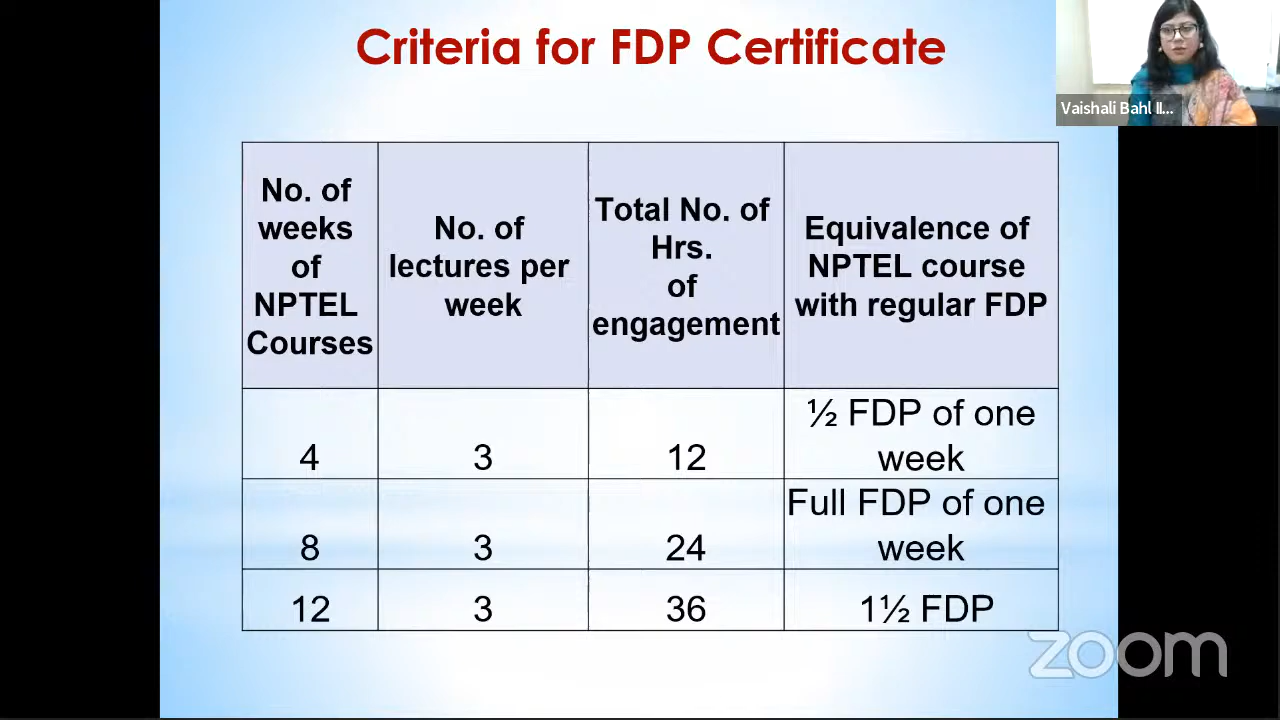 Criteria for FDP Certificate
Vaishali Bahl II...
No. of
weeks
of
NPTEL
Courses
No. of
lectures per
week
Total No. of
Hrs.
of
engagement
Equivalence of
NPTEL course
with regular FDP
4
3
12
½ FDP of one
week
8
3
24
Full FDP of one
week
12
3
36
1½ FDP
zoom